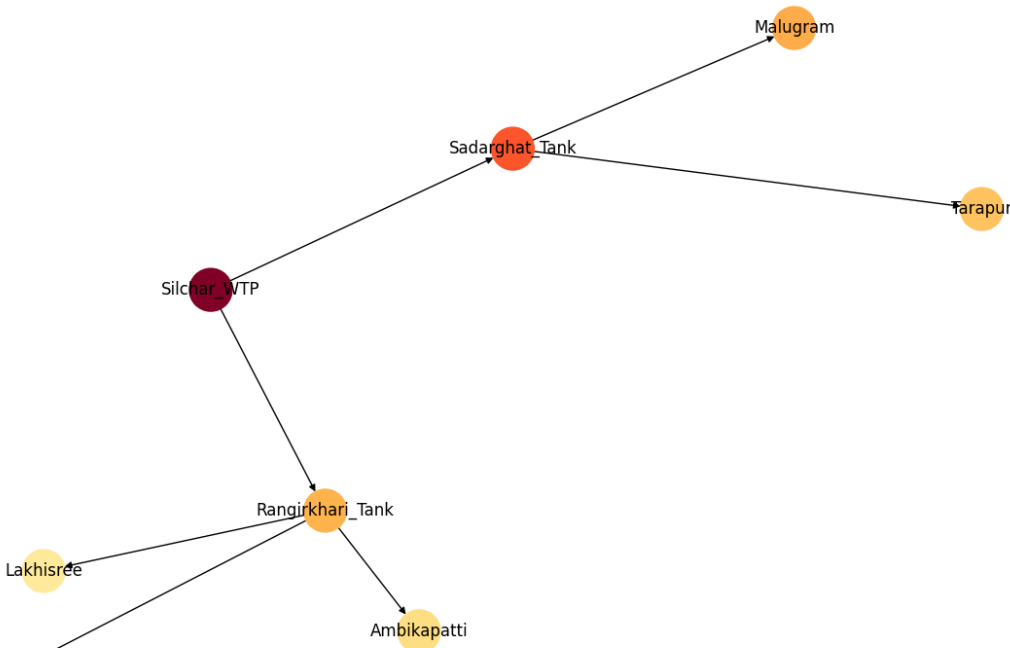 Malugram
Sadarghat_Tank
Tarapur
Silchar_WTP
Rangirkhari_Tank
Lakhisree
Ambikapatti